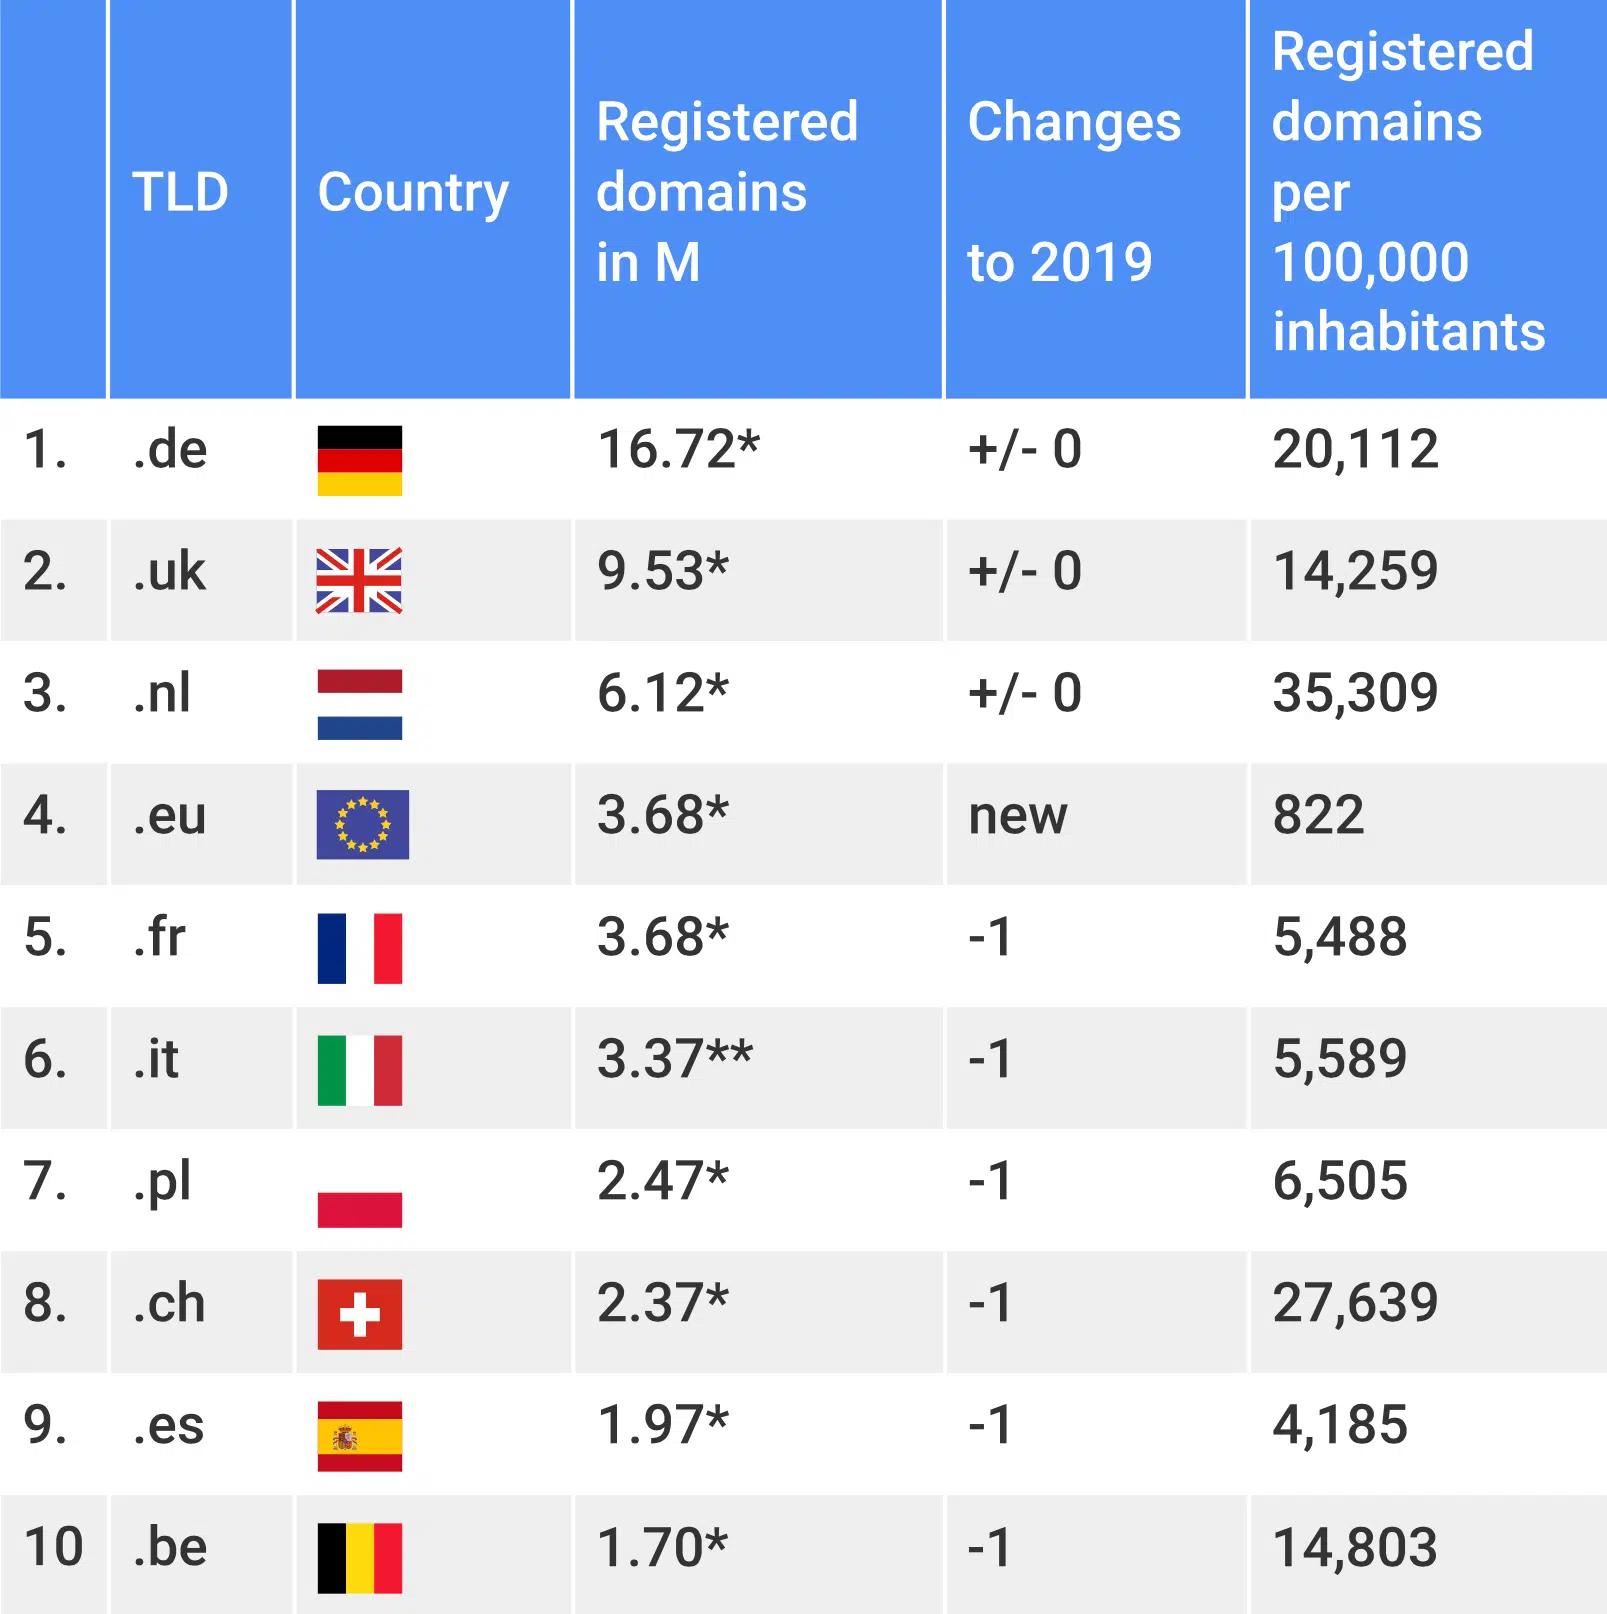 TLD
Country
Registered
domains
in M
Changes
to 2019
Registered
domains
per
100,000
inhabitants
1. .de 16.72* +/- 0 20,112
2. .uk 9.53* +/- 0 14,259
3. .nl 6.12* +/- 0 35,309
4. .eu 3.68* new 822
5. .fr 3.68* -1 5,488
6. .it 3.37** -1 5,589
7. .pl 2.47* -1 6,505
8. .ch 2.37* -1 27,639
9. .es 1.97* -1 4,185
10 .be 1.70* -1 14,803